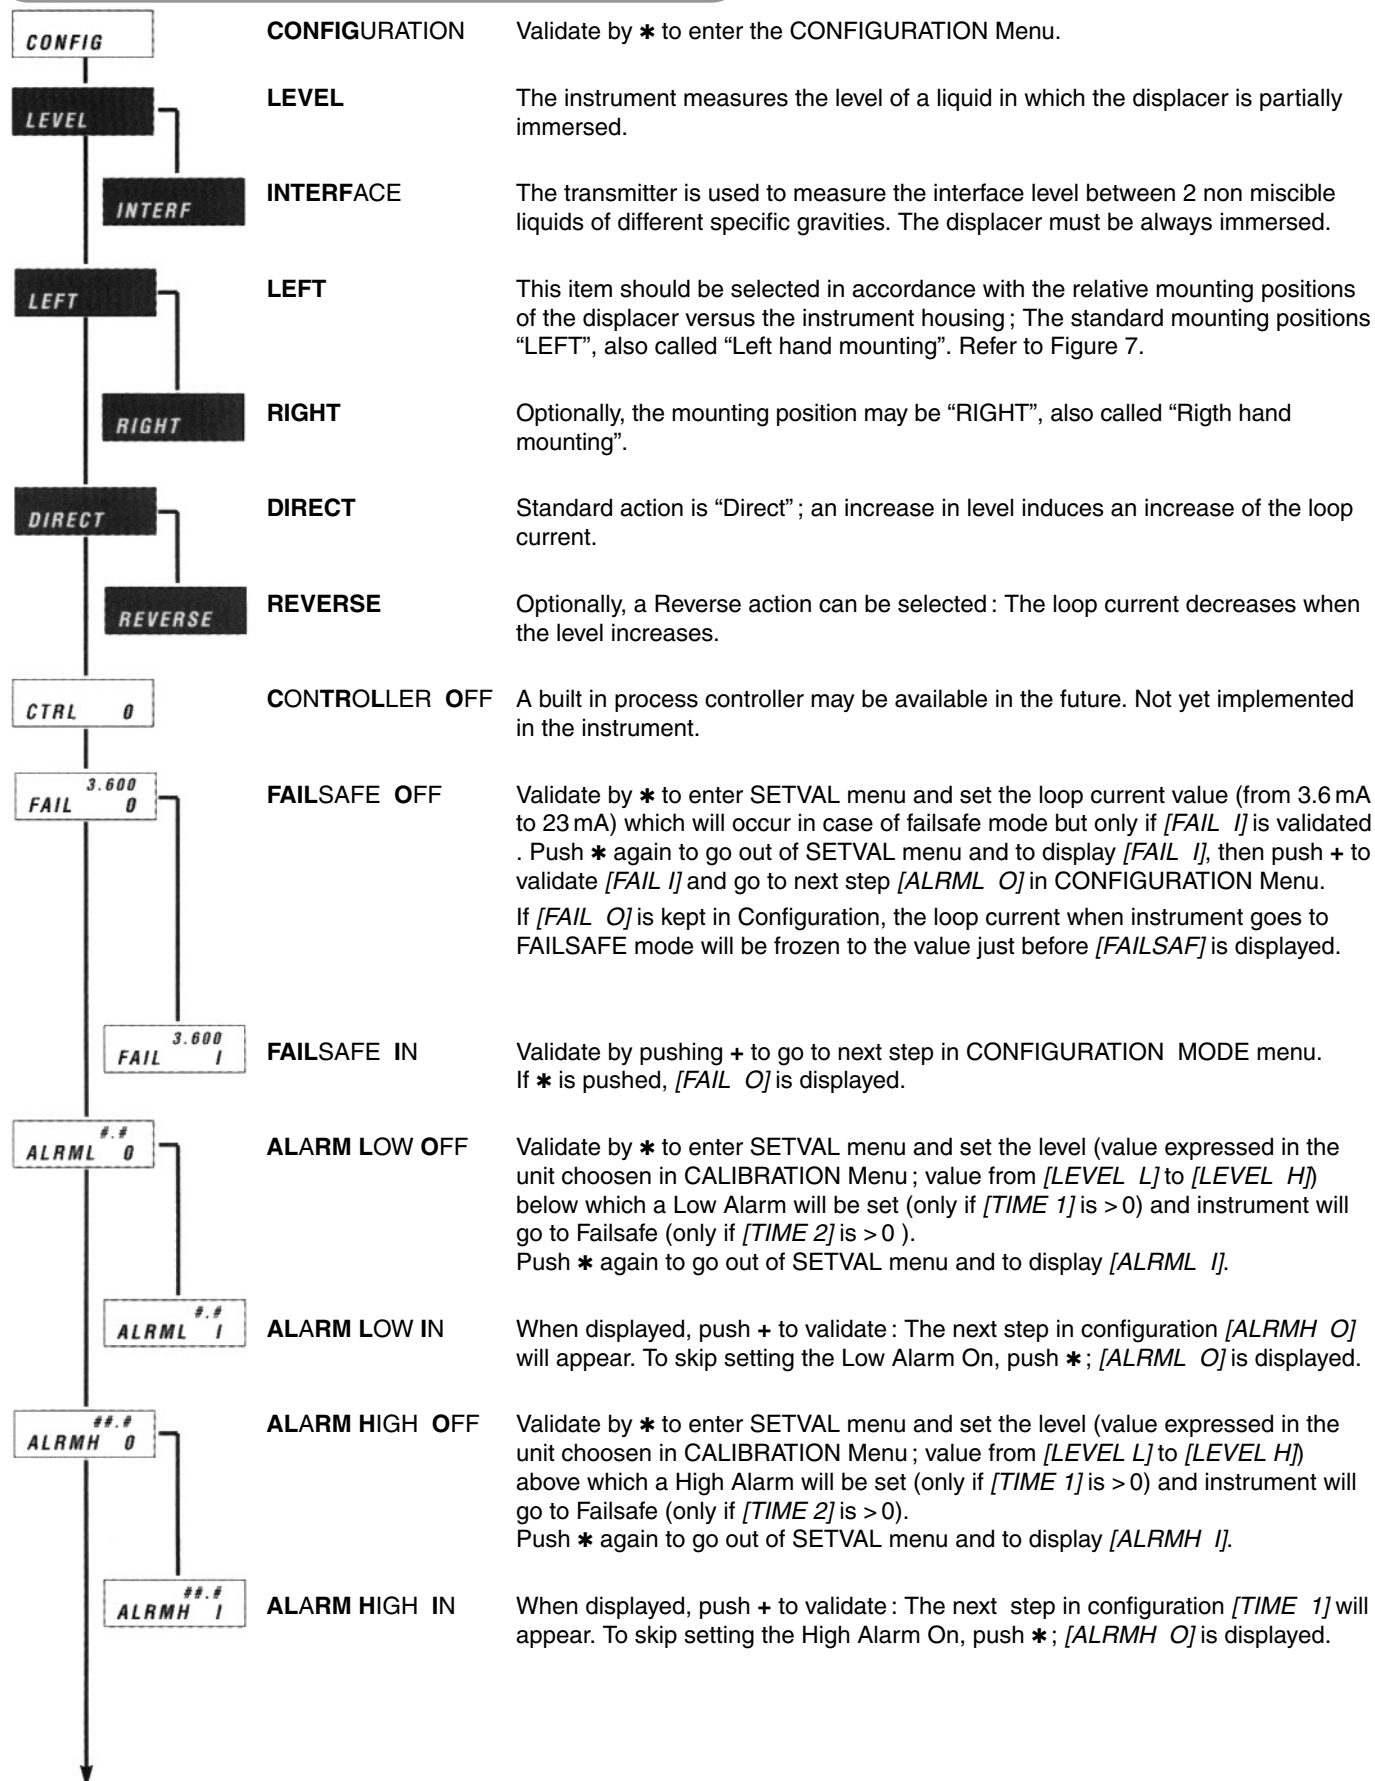 CONFIG
CONFIGURATION Validate by ✱ to enter the CONFIGURATION Menu.
LEVEL
LEVEL The instrument measures the level of a liquid in which the displacer is partially
immersed.
INTERF
INTERFACE The transmitter is used to measure the interface level between 2 non miscible
liquids of different specific gravities. The displacer must be always immersed.
LEFT
LEFT This item should be selected in accordance with the relative mounting positions
of the displacer versus the instrument housing ; The standard mounting positions
“LEFT”, also called “Left hand mounting”. Refer to Figure 7.
RIGHT
RIGHT Optionally, the mounting position may be “RIGHT”, also called “Rigth hand
mounting”.
DIRECT
DIRECT Standard action is “Direct” ; an increase in level induces an increase of the loop
current.
REVERSE
REVERSE Optionally, a Reverse action can be selected : The loop current decreases when
the level increases.
CTRL 0
CONTROLLER OFF A built in process controller may be available in the future. Not yet implemented
in the instrument.
3.600
FAIL 0
FAILSAFE OFF Validate by ✱ to enter SETVAL menu and set the loop current value (from 3.6 mA
to 23 mA) which will occur in case of failsafe mode but only if [FAIL I] is validated
. Push ✱ again to go out of SETVAL menu and to display [FAIL I], then push + to
validate [FAIL I] and go to next step [ALRML O] in CONFIGURATION Menu.
If [FAIL O] is kept in Configuration, the loop current when instrument goes to
FAILSAFE mode will be frozen to the value just before [FAILSAF] is displayed.
3.600
FAIL I
FAILSAFE IN Validate by pushing + to go to next step in CONFIGURATION MODE menu.
If ✱ is pushed, [FAIL O] is displayed.
#.#
ALRML 0
ALARM LOW OFF Validate by ✱ to enter SETVAL menu and set the level (value expressed in the
unit choosen in CALIBRATION Menu ; value from [LEVEL L] to [LEVEL H])
below which a Low Alarm will be set (only if [TIME 1] is > 0) and instrument will
go to Failsafe (only if [TIME 2] is > 0 ).
Push ✱ again to go out of SETVAL menu and to display [ALRML I].
#.#
ALRML I
ALARM LOW IN When displayed, push + to validate : The next step in configuration [ALRMH O]
will appear. To skip setting the Low Alarm On, push ✱ ; [ALRML O] is displayed.
##.#
ALRMH 0
ALARM HIGH OFF Validate by ✱ to enter SETVAL menu and set the level (value expressed in the
unit choosen in CALIBRATION Menu ; value from [LEVEL L] to [LEVEL H])
above which a High Alarm will be set (only if [TIME 1] is > 0) and instrument will
go to Failsafe (only if [TIME 2] is > 0).
Push ✱ again to go out of SETVAL menu and to display [ALRMH I].
##.#
ALRMH I
ALARM HIGH IN When displayed, push + to validate : The next step in configuration [TIME 1] will
appear. To skip setting the High Alarm On, push ✱ ; [ALRMH O] is displayed.